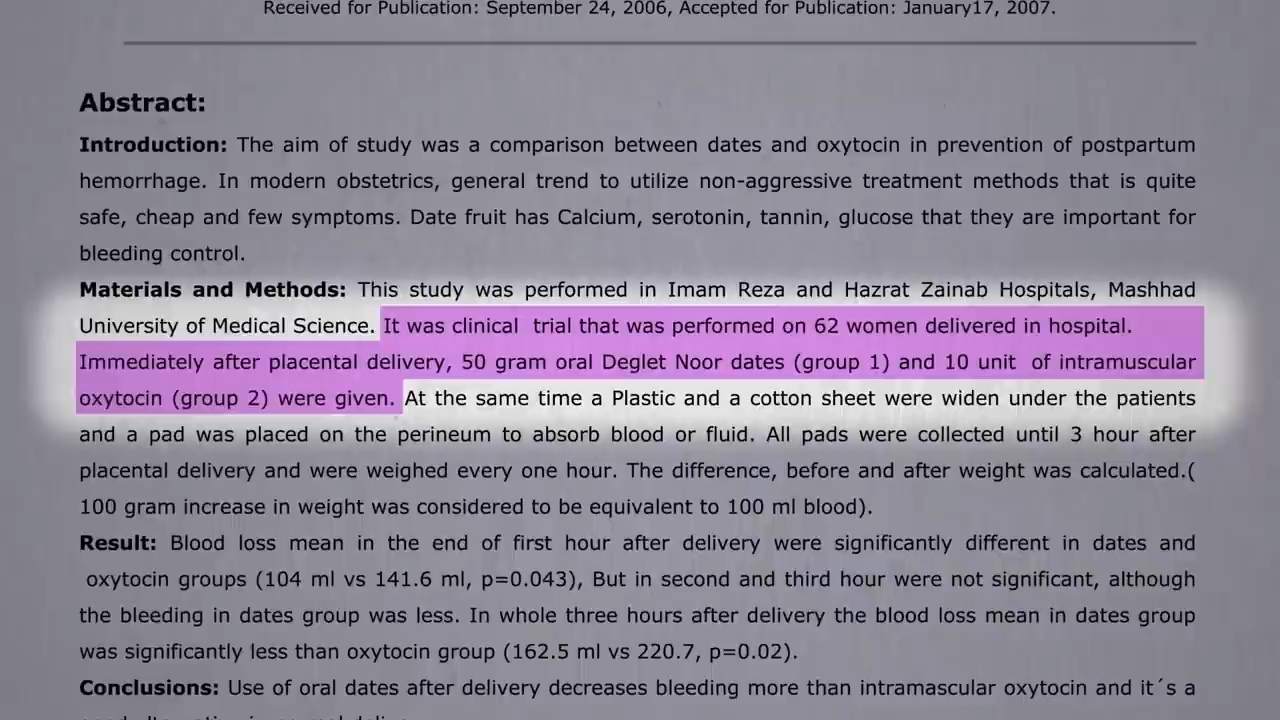 Received for Publication: September 24, 2006, Accepted for Publication: January17, 2007.
Abstract:
Introduction: The aim of study was a comparison between dates and oxytocin in prevention of postpartum
hemorrhage. In modern obstetrics, general trend to utilize non-aggressive treatment methods that is quite
safe, cheap and few symptoms. Date fruit has Calcium, serotonin, tannin, glucose that they are important for
bleeding control.
Materials and Methods: This study was performed in Imam Reza and Hazrat Zainab Hospitals, Mashhad
University of Medical Science. It was clinical trial that was performed on 62 women delivered in hospital.
Immediately after placental delivery, 50 gram oral Deglet Noor dates (group 1) and 10 unit of intramuscular
oxytocin (group 2) were given. At the same time a Plastic and a cotton sheet were widen under the patients
and a pad was placed on the perineum to absorb blood or fluid. All pads were collected until 3 hour after
placental delivery and were weighed every one hour. The difference, before and after weight was calculated.(
100 gram increase in weight was considered to be equivalent to 100 ml blood).
Result: Blood loss mean in the end of first hour after delivery were significantly different in dates and
oxytocin groups (104 ml vs 141.6 ml, p=0.043), But in second and third hour were not significant, although
the bleeding in dates group was less. In whole three hours after delivery the blood loss mean in dates group
was significantly less than oxytocin group (162.5 ml vs 220.7, p=0.02).
Conclusions: Use of oral dates after delivery decreases bleeding more than intramascular oxytocin and it´s a